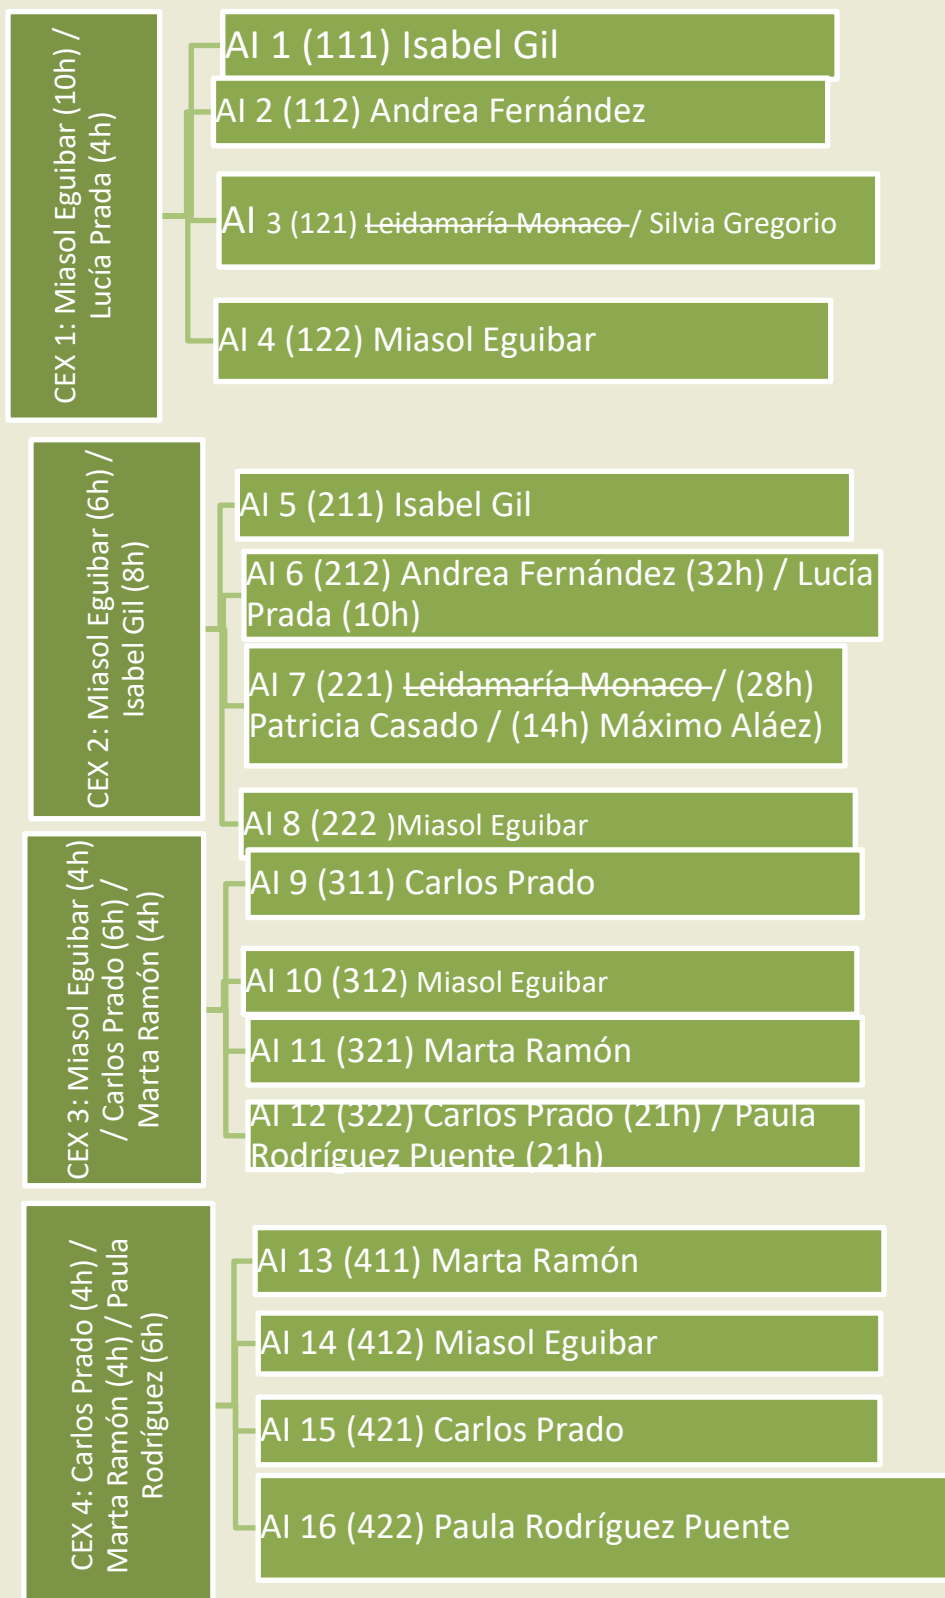 CEX 1: Miasol Eguibar (10h) /
Lucía Prada (4h)
AI 1 (111) Isabel Gil
AI 2 (112) Andrea Fernández
AI 3 (121) Leidamaría Monaco / Silvia Gregorio
AI 4 (122) Miasol Eguibar
CEX 2: Miasol Eguibar (6h) /
Isabel Gil (8h)
AI 5 (211) Isabel Gil
AI 6 (212) Andrea Fernández (32h) / Lucía
Prada (10h)
AI 7 (221) Leidamaría Monaco / (28h)
Patricia Casado / (14h) Máximo Aláez)
AI 8 (222 )Miasol Eguibar
CEX 3: Miasol Eguibar (4h)
/ Carlos Prado (6h) /
Marta Ramón (4h)
AI 9 (311) Carlos Prado
AI 10 (312) Miasol Eguibar
AI 11 (321) Marta Ramón
AI 12 (322) Carlos Prado (21h) / Paula
Rodríguez Puente (21h)
CEX 4: Carlos Prado (4h) /
Marta Ramón (4h) / Paula
Rodríguez (6h)
AI 13 (411) Marta Ramón
AI 14 (412) Miasol Eguibar
AI 15 (421) Carlos Prado
AI 16 (422) Paula Rodríguez Puente